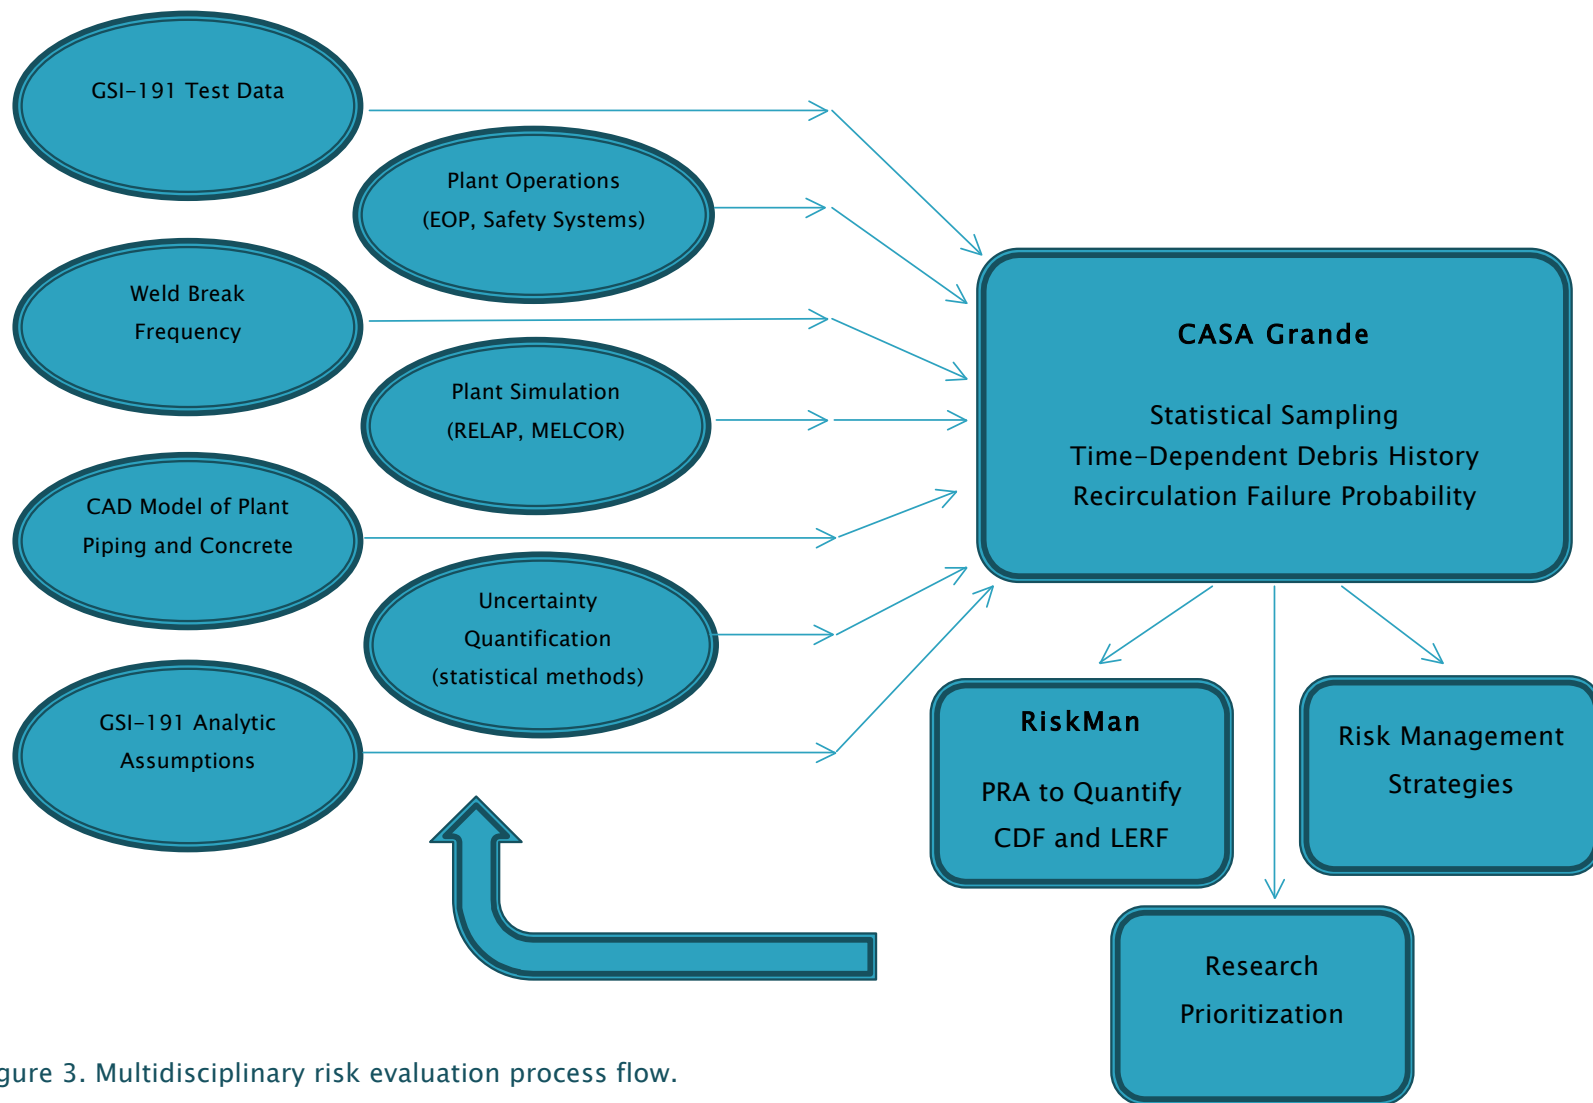 GSI-191 Test Data
Plant Operations
(EOP, Safety Systems)
Weld Break
Frequency
Plant Simulation
(RELAP, MELCOR)
CAD Model of Plant
Piping and Concrete
Uncertainty
Quantification
(statistical methods)
GSI-191 Analytic
Assumptions
CASA Grande
Statistical Sampling
Time-Dependent Debris History
Recirculation Failure Probability
RiskMan
PRA to Quantify
CDF and LERF
Risk Management
Strategies
Research
Prioritization
gure 3. Multidisciplinary risk evaluation process flow.